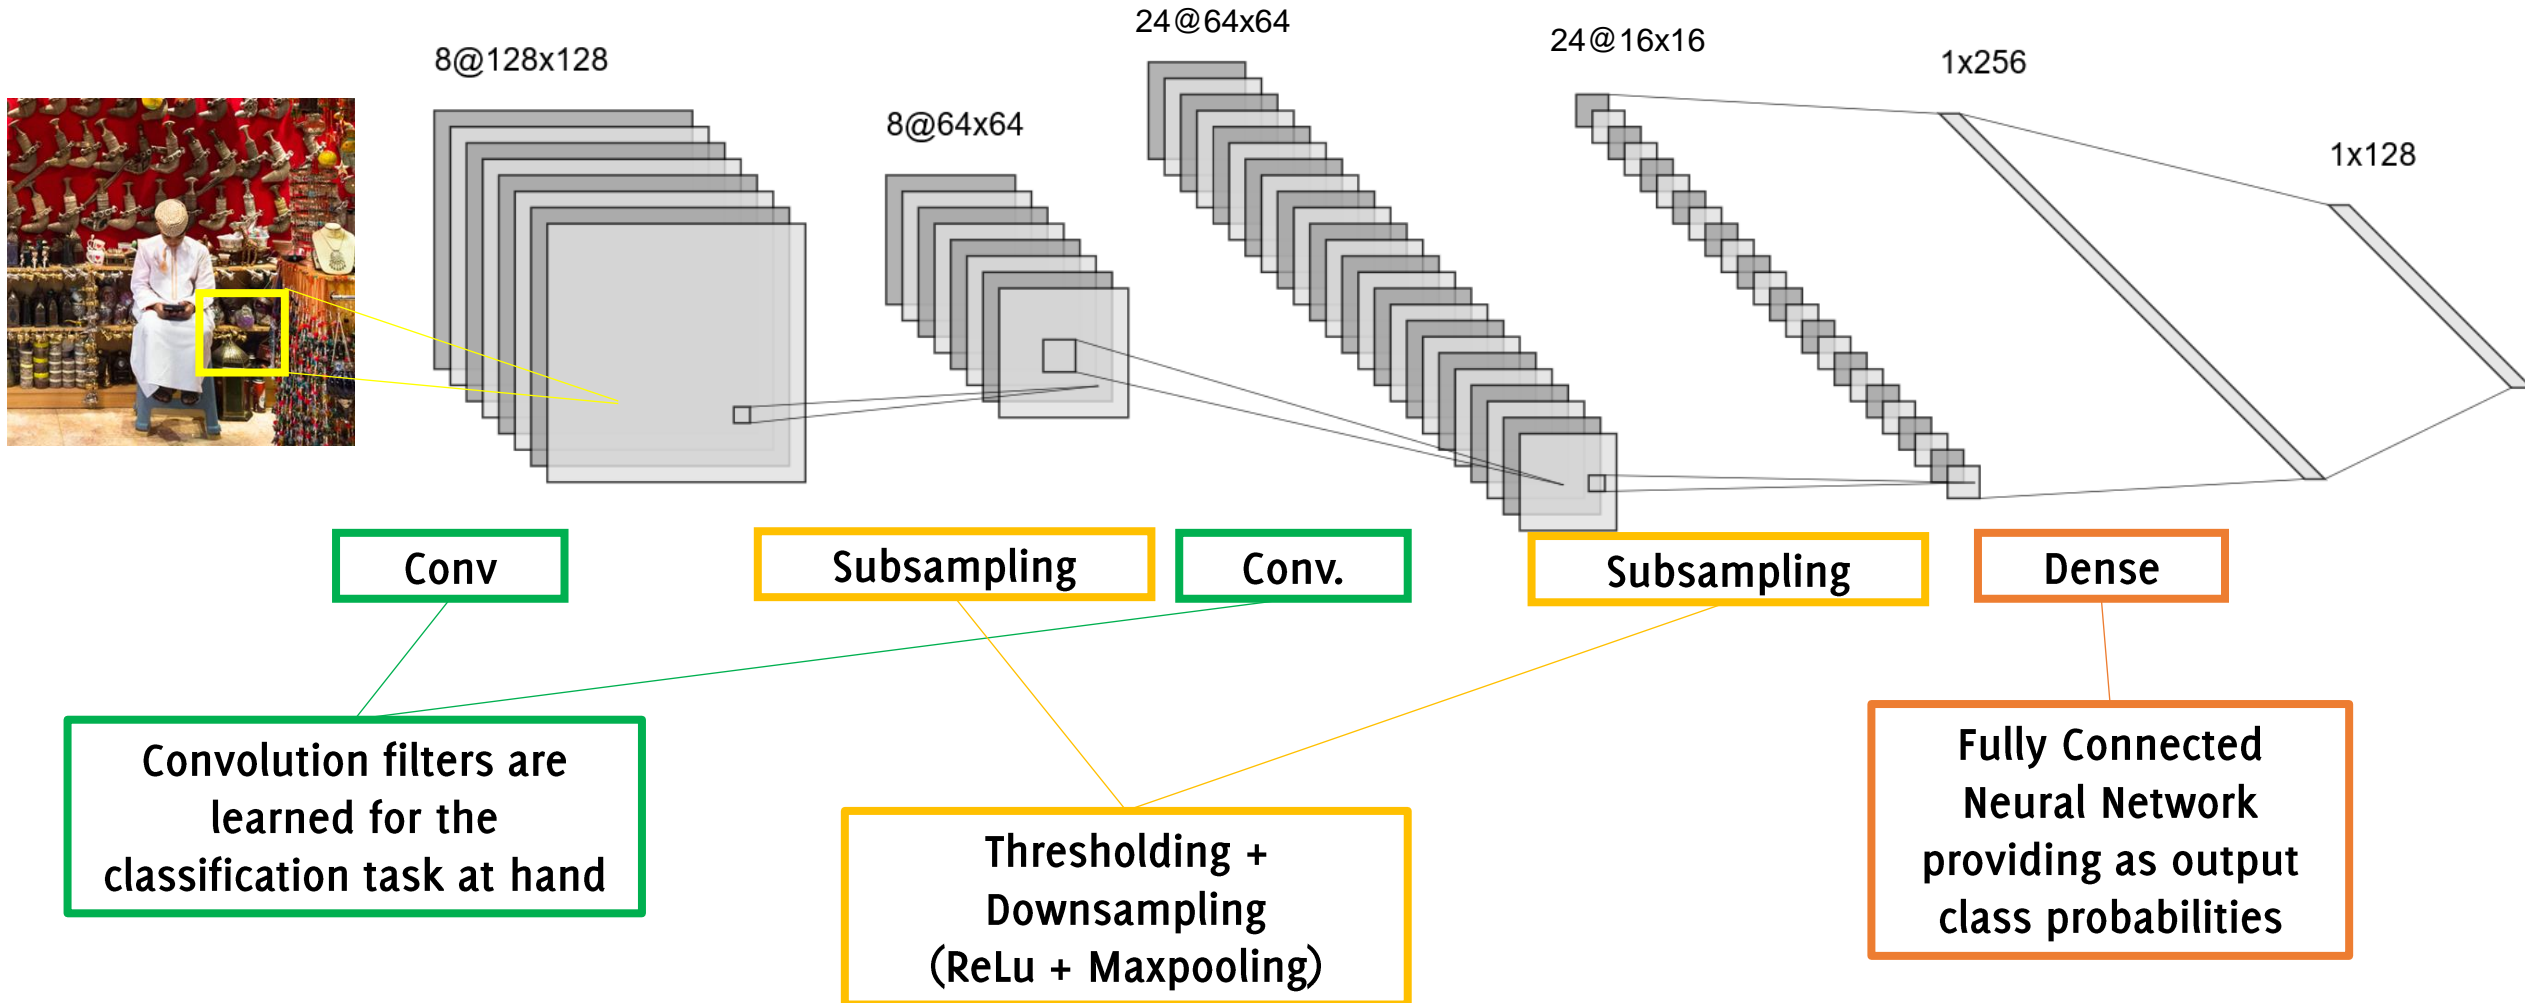 8@128x128
8@64x64
24@64x64
24@16x16
1x256
1x128
Conv
Subsampling
Conv.
Subsampling
Dense
Convolution filters are
learned for the
classification task at hand
Thresholding +
Downsampling
(ReLu + Maxpooling)
Fully Connected
Neural Network
providing as output
class probabilities